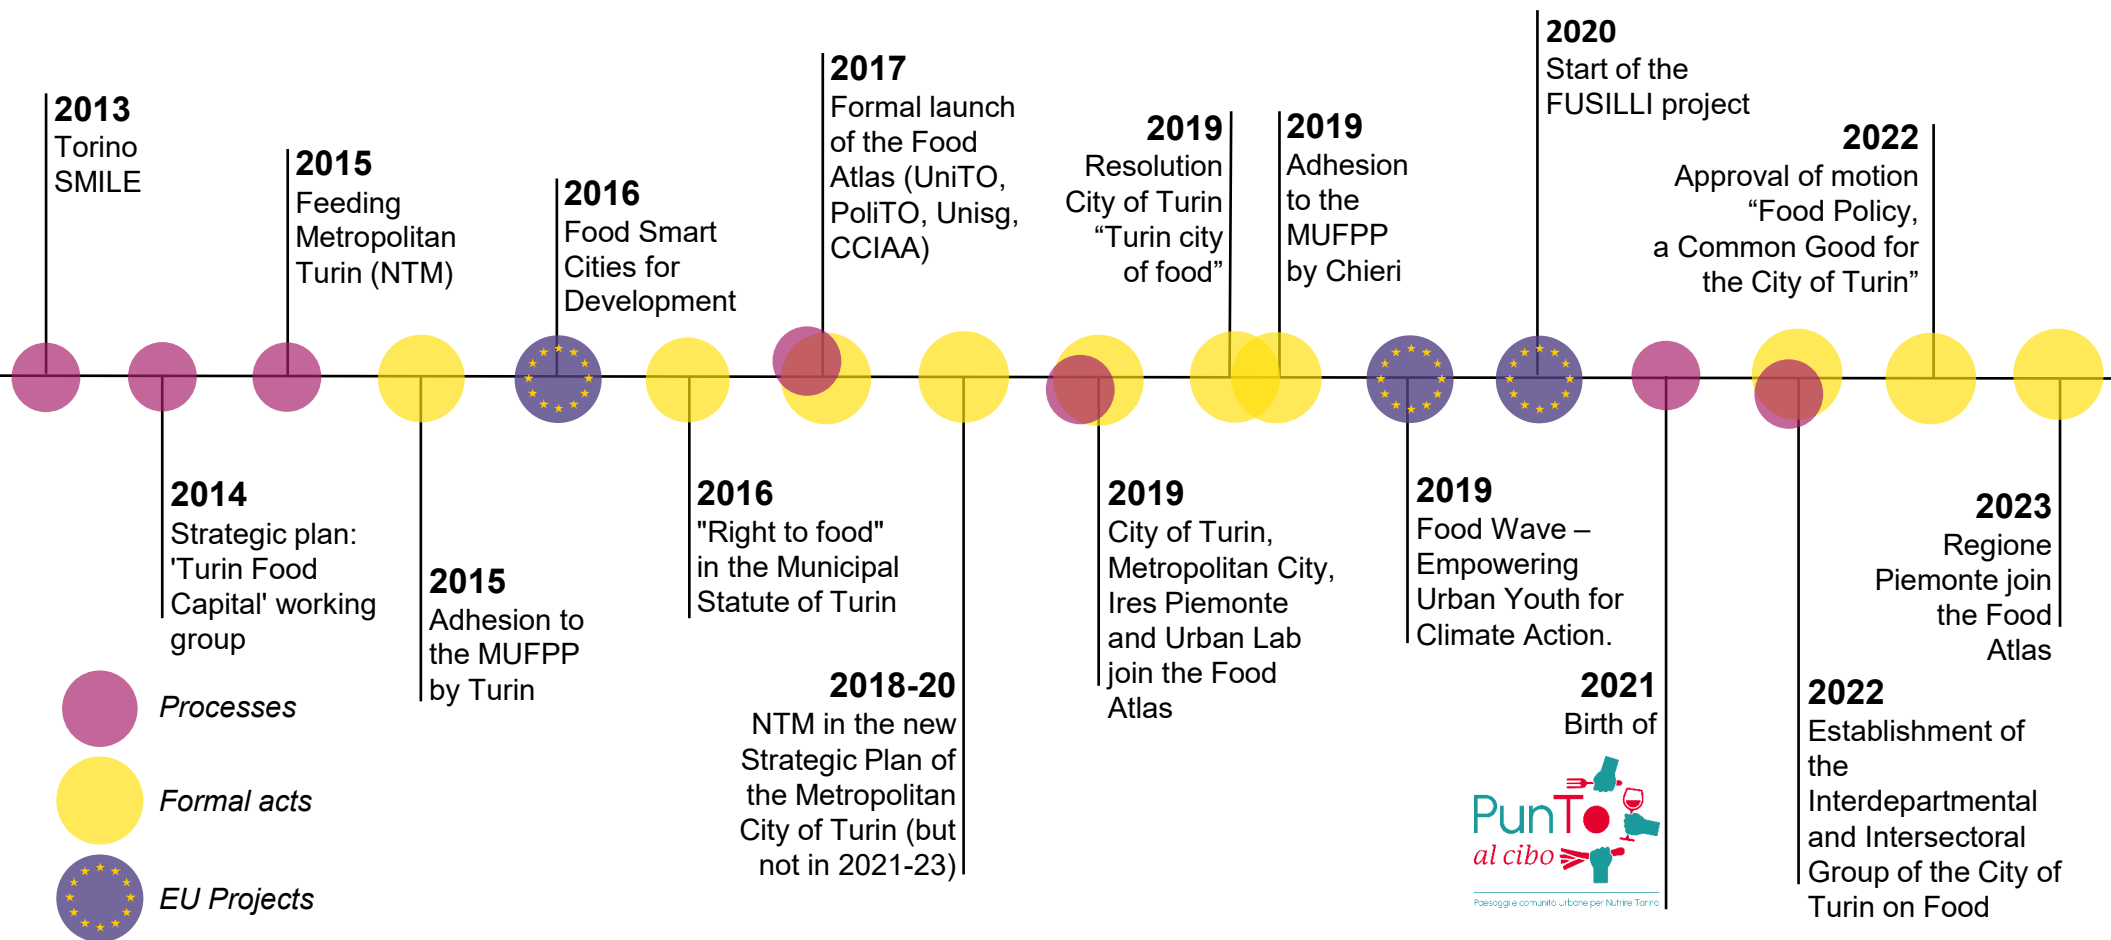 2013
Torino
SMILE
2014
Strategic plan:
'Turin Food
Capital' working
group
2015
Feeding
Metropolitan
Turin (NTM)
2015
Adhesion to
the MUFPP
by Turin
2016
Food Smart
Cities for
Development
2016
"Right to food"
in the Municipal
Statute of Turin
2017
Formal launch
of the Food
Atlas (UniTO,
PoliTO, Unisg,
CCIAA)
2018-20
NTM in the new
Strategic Plan of
the Metropolitan
City of Turin (but
not in 2021-23)
2019
City of Turin,
Metropolitan City,
Ires Piemonte
and Urban Lab
join the Food
Atlas
2019
Resolution
City of Turin
“Turin city
of food”
2019
Adhesion
to the
MUFPP
by Chieri
2019
Food Wave –
Empowering
Urban Youth for
Climate Action.
2020
Start of the
FUSILLI project
2021
Birth of
PunTo
al cibo
Paesaggi e comunità urbane per Nutrire Torino
2022
Establishment of
the
Interdepartmental
and Intersectoral
Group of the City of
Turin on Food
2022
Approval of motion
“Food Policy,
a Common Good for
the City of Turin”
2023
Regione
Piemonte join
the Food
Atlas
Processes
Formal acts
EU Projects